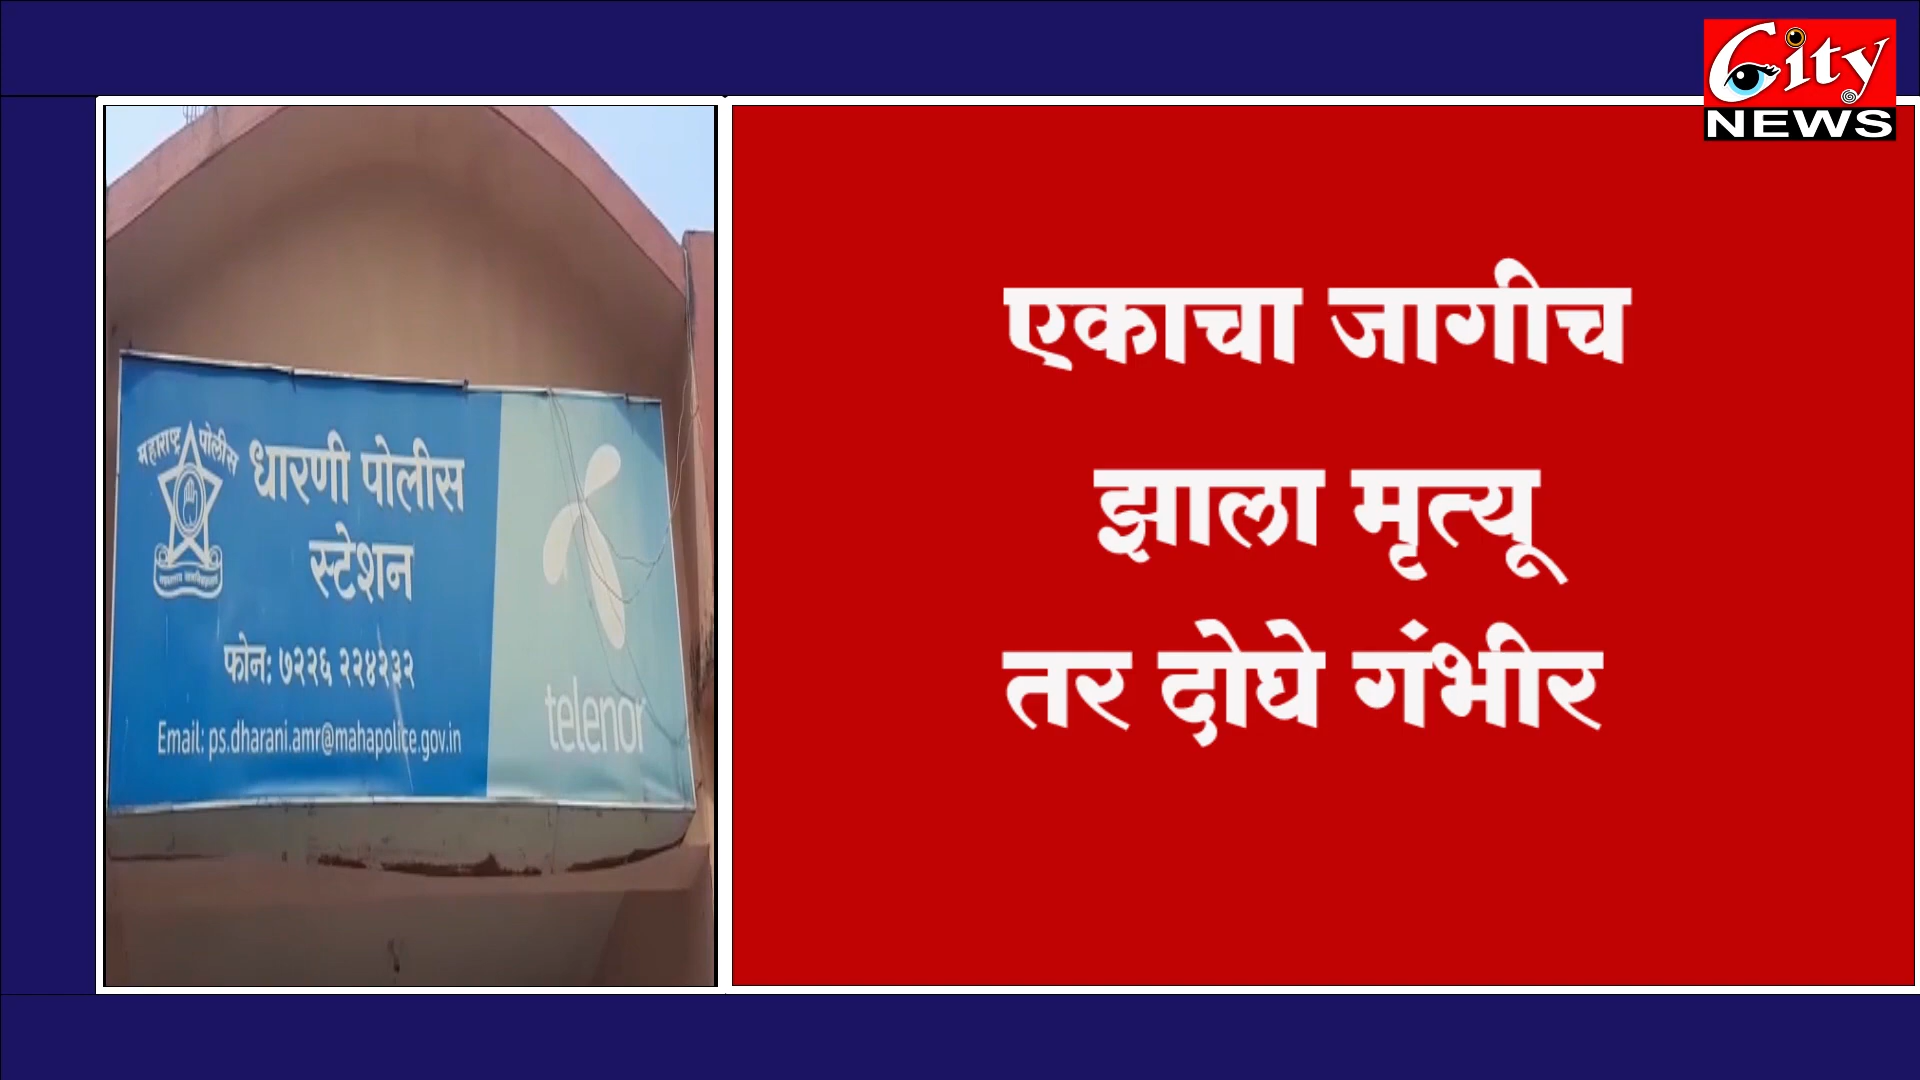 City
NEWS
महाराष्ट्र पोलीस
धारणी पोलीस
स्टेशन
फोन: ७२२६ २२४२३२
Email: ps.dharani.amr@mahapolice.gov.in
telenor
एकाचा जागीच
झाला मृत्यू
तर दोघे गंभीर